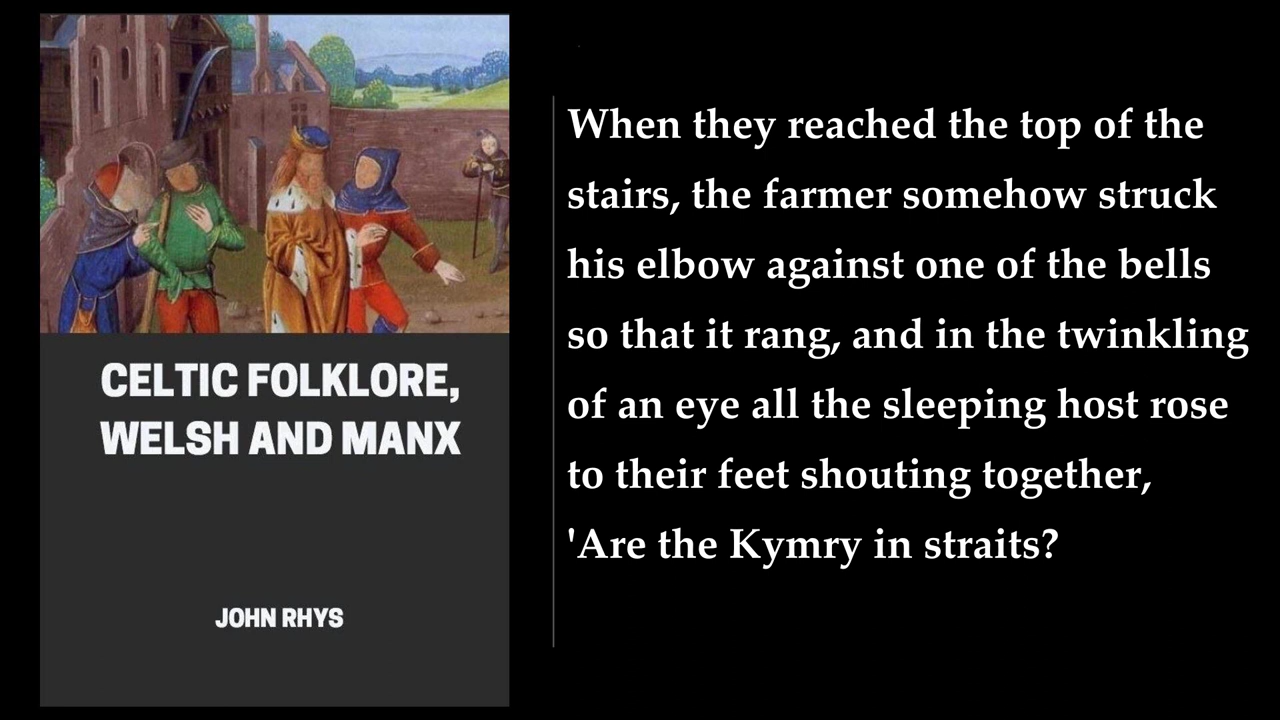 CELTIC FOLKLORE,
WELSH AND MANX
JOHN RHYS
When they reached the top of the
stairs, the farmer somehow struck
his elbow against one of the bells
so that it rang, and in the twinkling
of an eye all the sleeping host rose
to their feet shouting together,
'Are the Kymry in straits?